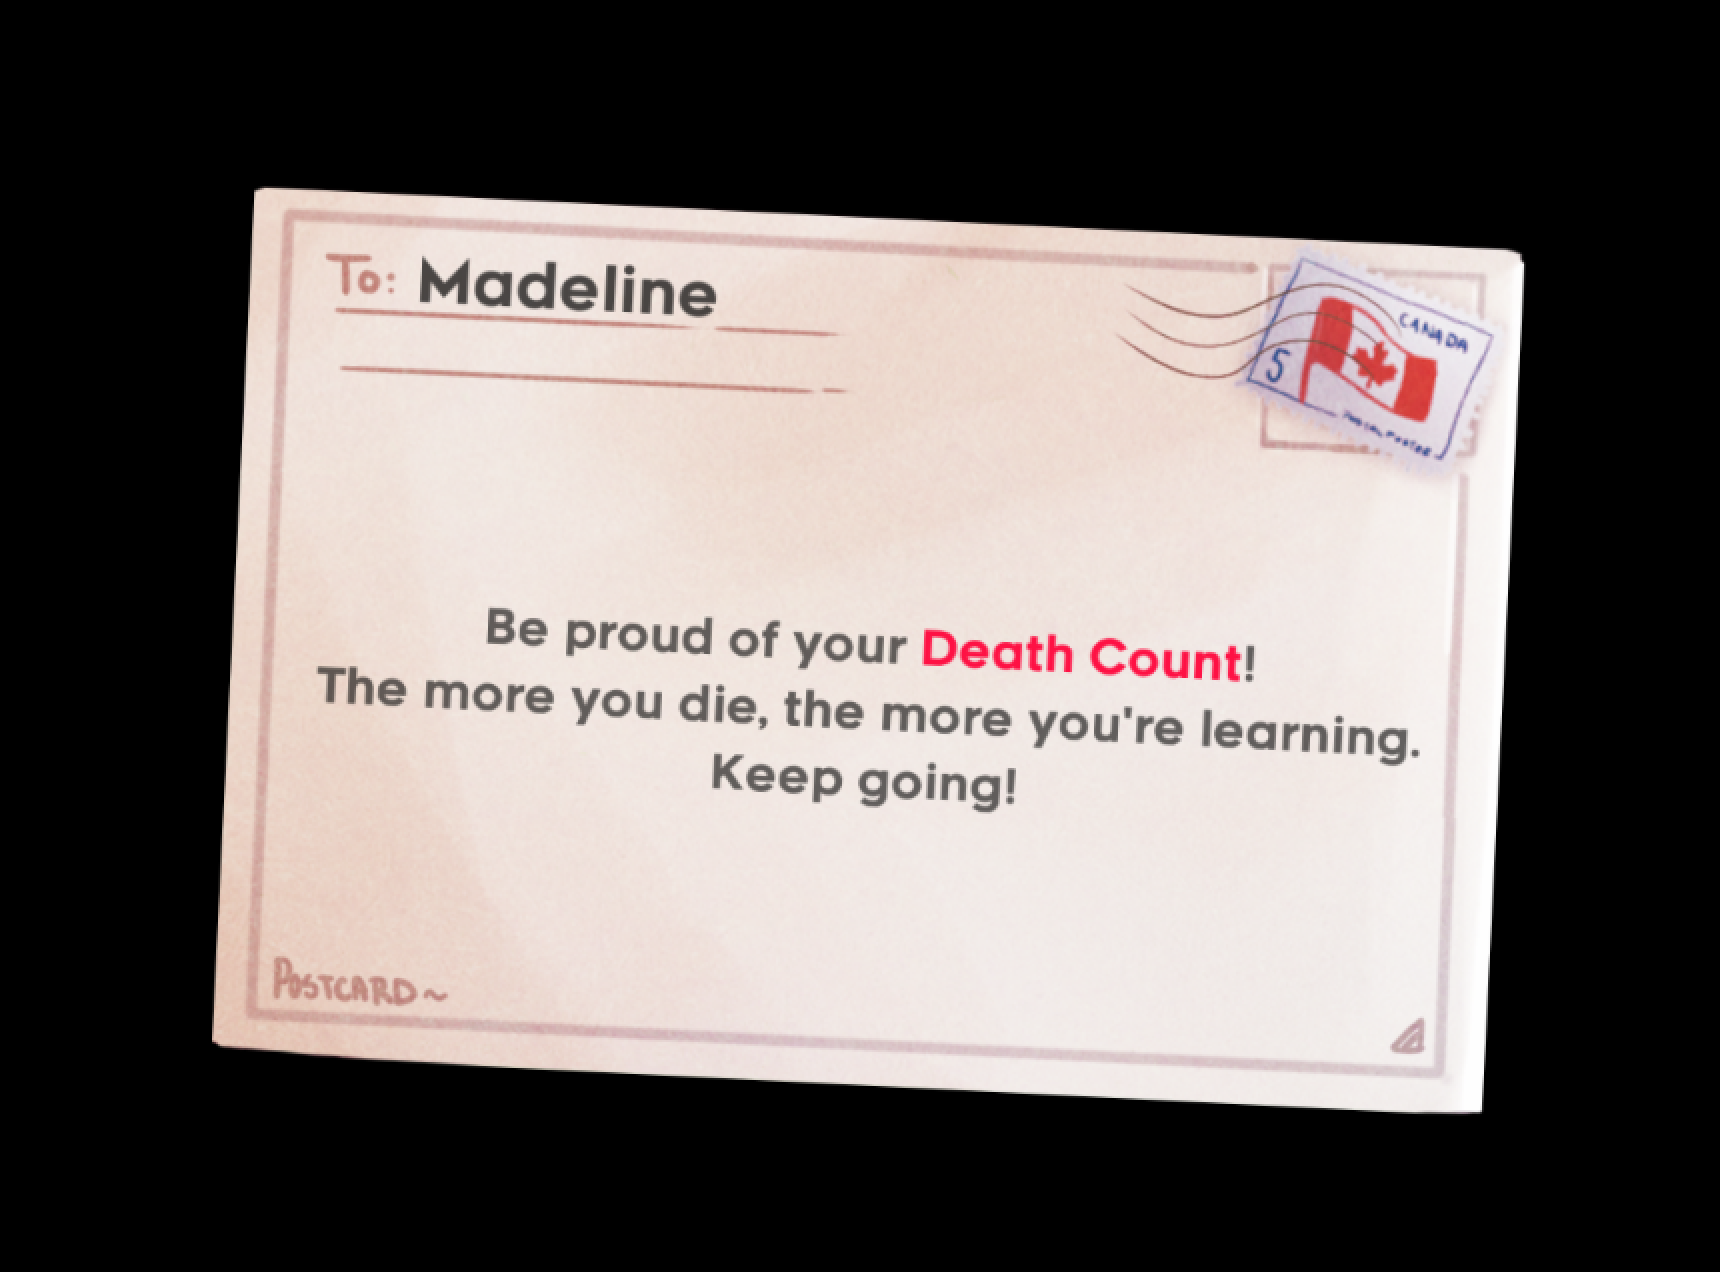 To: Madeline
CANADA
5
Be proud of your Death Count!
The more you die, the more you're learning.
Keep going!
POSTCARD~